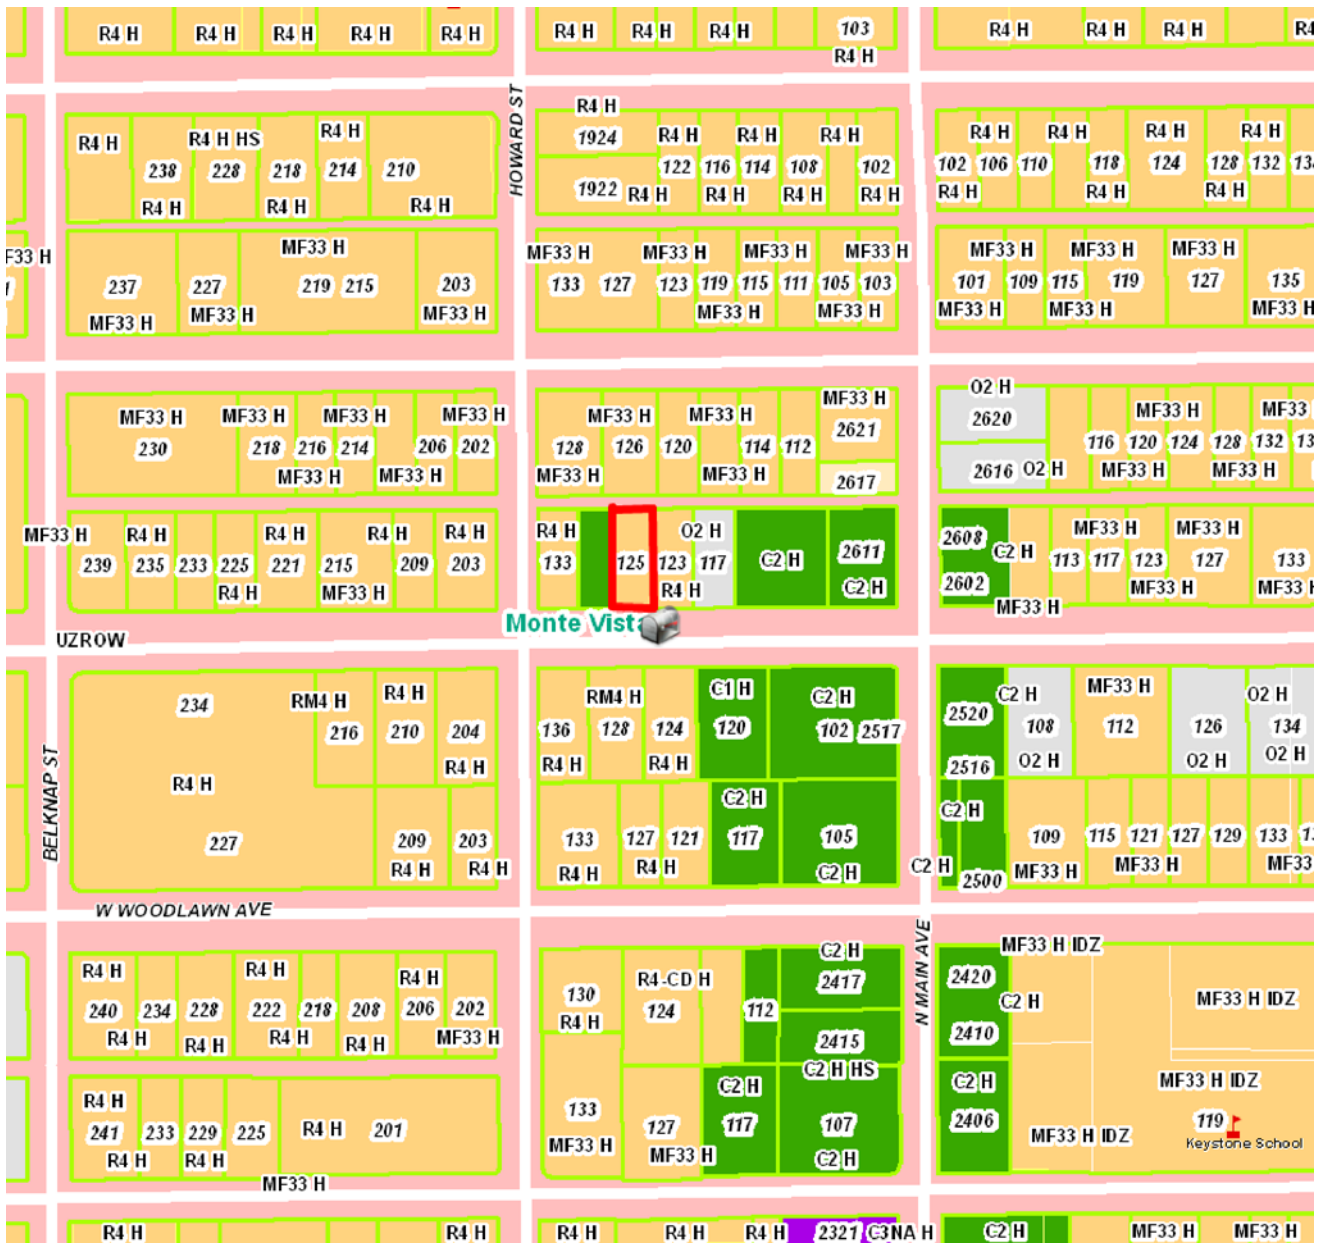 R4 H R4 H R4 H R4 H R4 H R4 H R4 H R4 H 103 R4 H R4 H R4 H
R4 H
HOWARD ST
R4 H R4 H HS R4 H R4 H
1924 R4 H R4 H R4 H R4 H R4 H R4 H R4 H
238 228 218 214 210 122 116 114 108 102 102 106 110 118 124 128 132
1922 R4 H R4 H R4 H R4 H R4 H R4 H R4 H
R4 H R4 H R4 H
MF33 H MF33 H MF33 H MF33 H MF33 H MF33 H MF33 H MF33 H
237 227 219 215 203 133 127 123 119 115 111 105 103 101 109 115 119 127 135
MF33 H MF33 H MF33 H MF33 H MF33 H MF33 H MF33 H MF33 H
O2 H
MF33 H MF33 H MF33 H MF33 H MF33 H MF33 H MF33 H MF33 H MF33
2621 2620
230 218 216 214 206 202 128 126 120 114 112 116 120 124 128 132
MF33 H MF33 H MF33 H MF33 H 2617 2616 O2 H MF33 H MF33 H
MF33 H R4 H R4 H R4 H R4 H O2 H 2608 MF33 H MF33 H
239 235 233 225 221 215 209 203 133 125 123 117 C2 H 2611 C2 H 113 117 123 127 133
R4 H MF33 H R4 H C2 H 2602 MF33 H MF33 H
MF33 H
Monte Vista
UZROW
234 RM4 H R4 H RM4 H C1 H C2 H C2 H MF33 H O2 H
216 210 204 136 128 124 120 102 2517 2520 108 112 126 134
R4 H R4 H R4 H 2516 O2 H O2 H O2 H
R4 H
BELKNAP ST
C2 H C2 H
227 209 203 133 127 121 117 105 109 115 121 127 129 133
R4 H R4 H R4 H R4 H C2 H C2 H 2500 MF33 H MF33 H MF33
W WOODLAWN AVE
N MAIN AVE
R4 H R4 H R4 H R4-CD H C2 H MF33 H IDZ
240 234 228 222 218 208 206 202 130 124 112 2417 2420 C2 H MF33 H IDZ
R4 H R4 H R4 H R4 H MF33 H R4 H 2415 2410
C2 H HS
R4 H C2 H C2 H MF33 H IDZ
241 233 229 225 R4 H 201 133 127 117 107 2406 119
R4 H R4 H MF33 H MF33 H C2 H MF33 H IDZ Keystone School
MF33 H
R4 H R4 H R4 H R4 H R4 H 2321 C3NA H C2 H MF33 H MF33 H